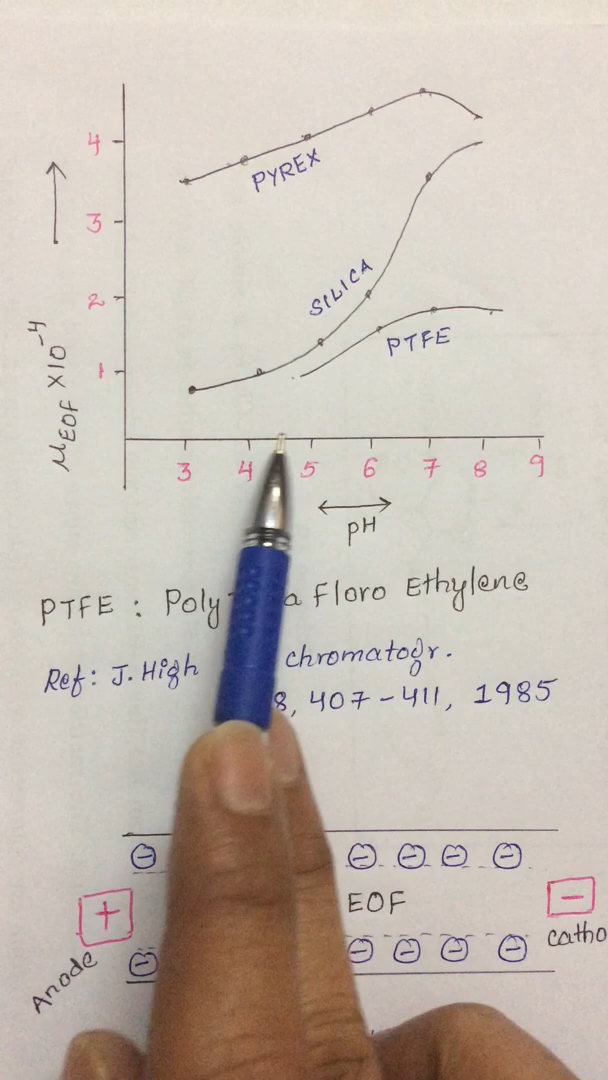 4
PYREX
3
SILICA
2
PTFE
1
μEOF X10-4
3 4 5 6 7 8 9
pH
PTFE : Poly a Floro Ethylene
Ref: J. High chromatogr.
8, 407-411, 1985
⊖ ⊖ ⊖ ⊖ ⊖
+ EOF -
Anode catho
⊖ ⊖ ⊖ ⊖ ⊖